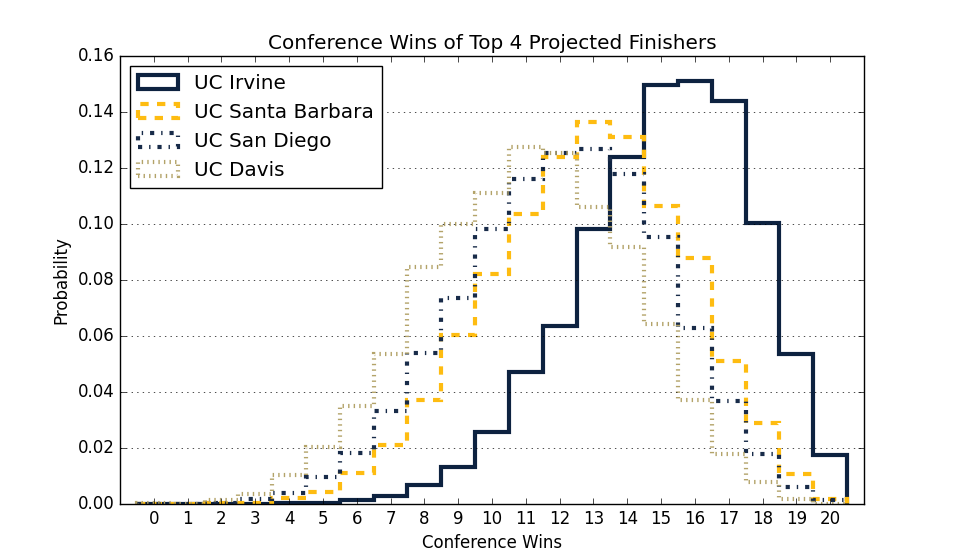 Conference Wins of Top 4 Projected Finishers
UC Irvine
UC Santa Barbara
UC San Diego
UC Davis
Probability
0.16
0.14
0.12
0.10
0.08
0.06
0.04
0.02
0.00
0 1 2 3 4 5 6 7 8 9 10 11 12 13 14 15 16 17 18 19 20
Conference Wins